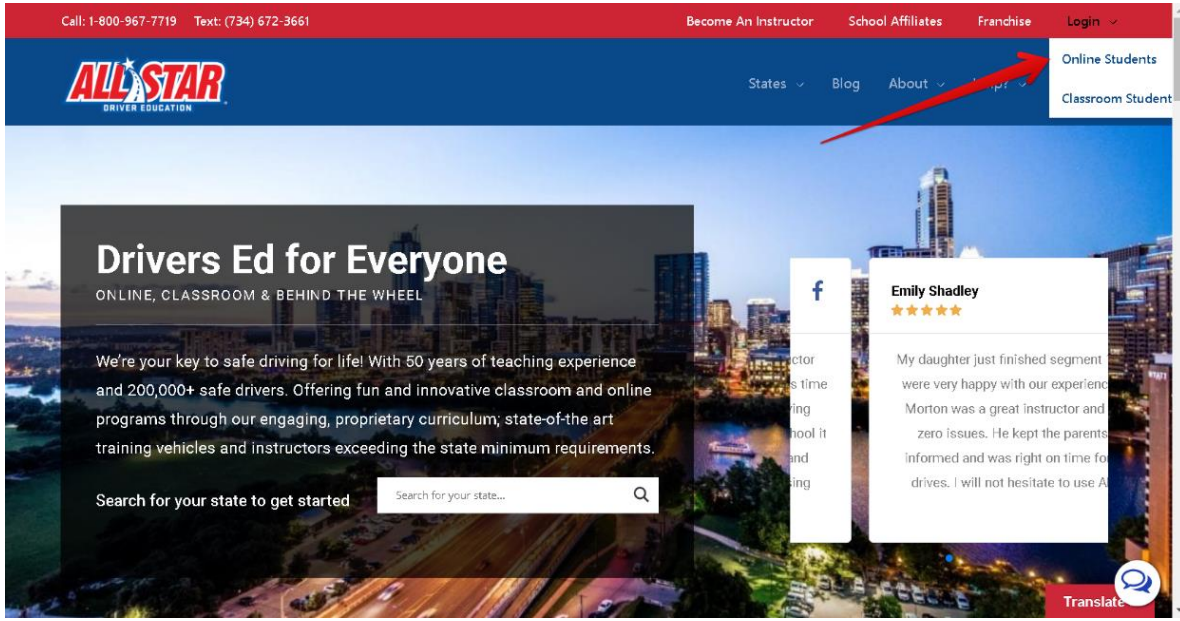 Call: 1-800-967-7719 Text: (734) 672-3661
Become An Instructor School Affiliates Franchise Login
Online Students
Classroom Student
ALL STAR
DRIVER EDUCATION
States Blog About
Drivers Ed for Everyone
ONLINE, CLASSROOM & BEHIND THE WHEEL
We're your key to safe driving for life! With 50 years of teaching experience
and 200,000+ safe drivers. Offering fun and innovative classroom and online
programs through our engaging, proprietary curriculum; state-of-the art
training vehicles and instructors exceeding the state minimum requirements.
Search for your state to get started
Search for your state...
f
Emily Shadley
My daughter just finished segment
were very happy with our
Morton was a great instructor and
zero issues. He kept the parents
informed and was right on time
drives. I will not hesitate to use
time
and
Translate